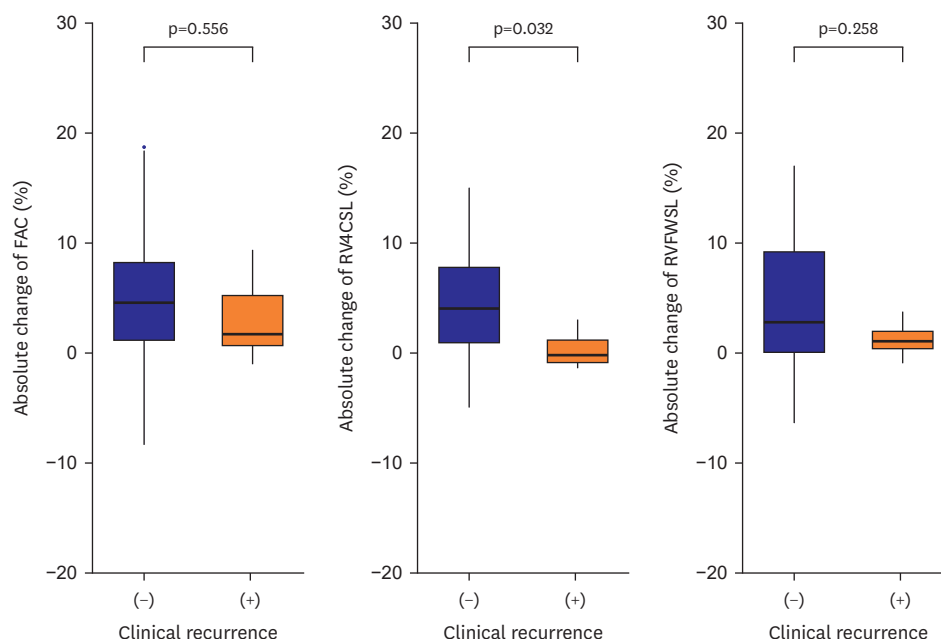 Absolute change of FAC (%)
30
20
10
0
−10
−20
p=0.556
(−)
(+)
Clinical recurrence
Absolute change of RV4CSL (%)
30
20
10
0
−10
−20
p=0.032
(−)
(+)
Clinical recurrence
Absolute change of RVFWSL (%)
30
20
10
0
−10
−20
p=0.258
(−)
(+)
Clinical recurrence